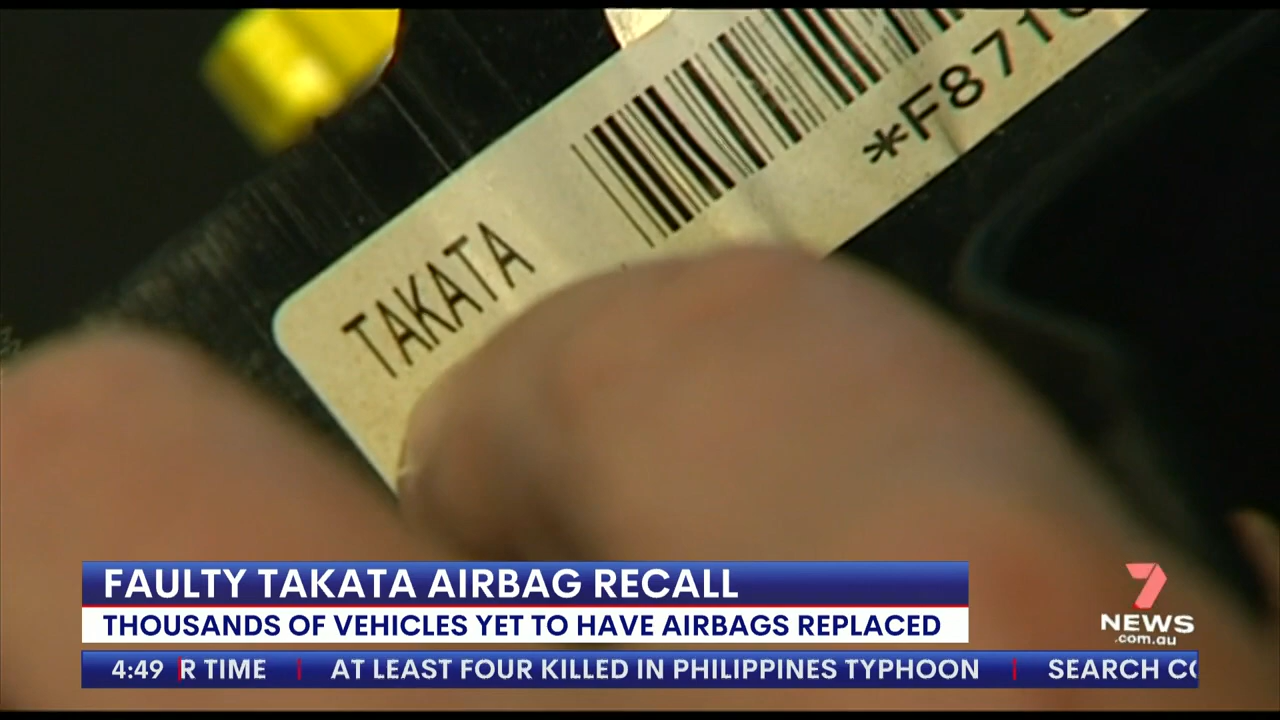 *F871
TAKATA
FAULTY TAKATA AIRBAG RECALL
THOUSANDS OF VEHICLES YET TO HAVE AIRBAGS REPLACED
7
NEWS
.com.au
4:49 R TIME | AT LEAST FOUR KILLED IN PHILIPPINES TYPHOON | SEARCH